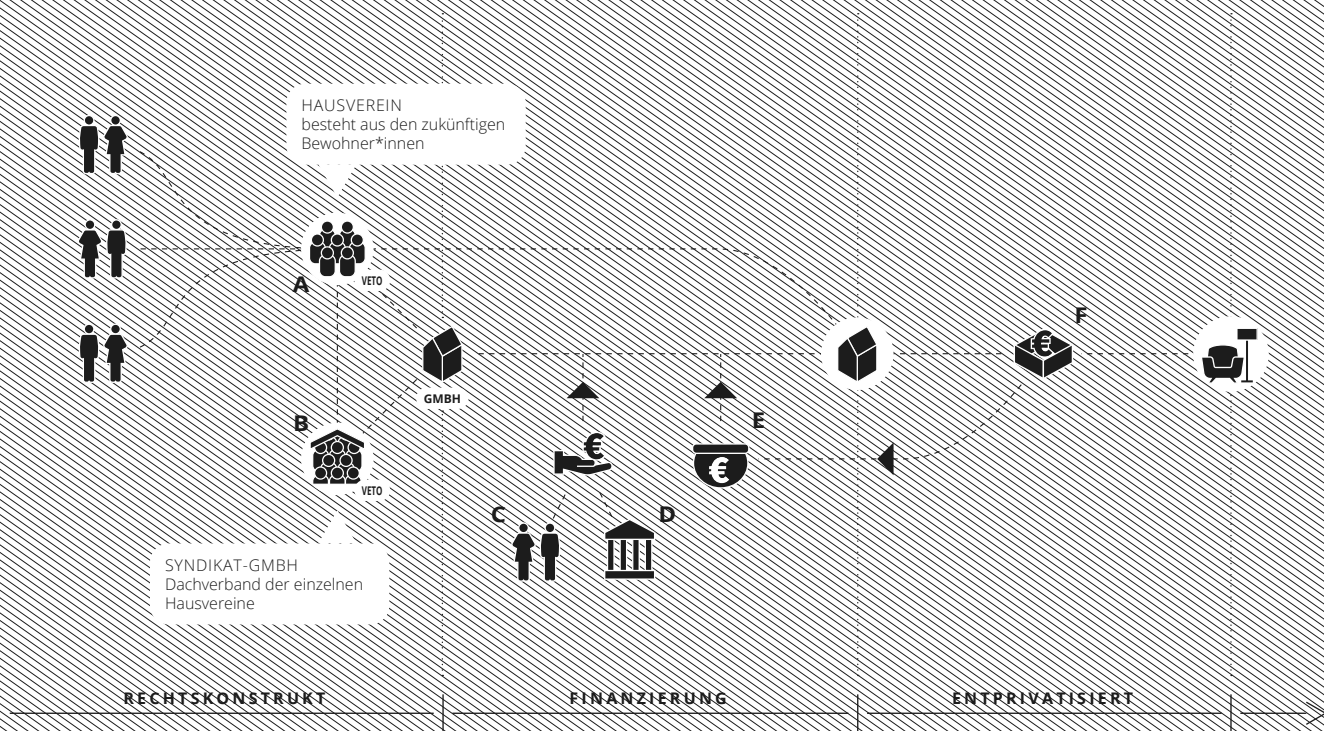 HAUSVEREIN
besteht aus den zukünftigen
Bewohner*innen
A
VETO
F
GMBH
B
VETO
E
€
€
€
C
D
SYNDIKAT-GMBH
Dachverband der einzelnen
Hausvereine
RECHTSKONSTRUKT
FINANZIERUNG
ENTPRIVATISIERT